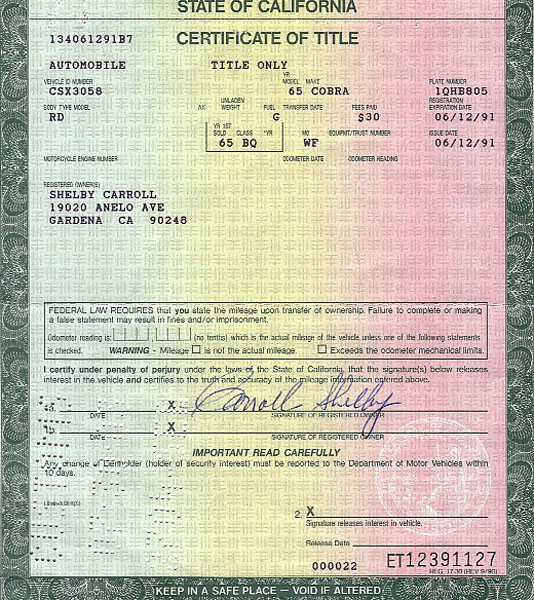 STATE OF CALIFORNIA
CERTIFICATE OF TITLE
134061291B7
AUTOMOBILE TITLE ONLY
VEHICLE ID NUMBER YR MODEL MAKE PLATE NUMBER
CSX3058 65 COBRA 1QHB805
BODY TYPE MODEL AX UNLADEN WEIGHT FUEL TRANSFER DATE FEES PAID REGISTRATION EXPIRATION DATE
RD G $30 06/12/91
YR 1ST SOLD CLASS *YR MO EQUIPMT/TRUST NUMBER ISSUE DATE
65 BQ WF 06/12/91
MOTORCYCLE ENGINE NUMBER ODOMETER DATE ODOMETER READING
REGISTERED OWNER(S)
SHELBY CARROLL
19020 ANELO AVE
GARDENA CA 90248
FEDERAL LAW REQUIRES that you state the mileage upon transfer of ownership. Failure to complete or making
a false statement may result in fines and/or imprisonment.
Odometer reading is: (no tenths) which is the actual mileage of the vehicle unless one of the following statements
is checked. WARNING - Mileage is not the actual mileage Exceeds the odometer mechanical limits.
I certify under penalty of perjury under the laws of the State of California, that the signature(s) below releases
interest in the vehicle and certifies to the truth and accuracy of the mileage information entered above.
X Carroll Shelby
DATE SIGNATURE OF REGISTERED OWNER
X
DATE SIGNATURE OF REGISTERED OWNER
IMPORTANT READ CAREFULLY
Any change of Lienholder (holder of security interest) must be reported to the Department of Motor Vehicles within
10 days.
LIENHOLDER(S)
2. X
Signature releases interest in vehicle.
Release Date
000022 ET12391127
REG. 17.30 (REV 9/90)
KEEP IN A SAFE PLACE — VOID IF ALTERED